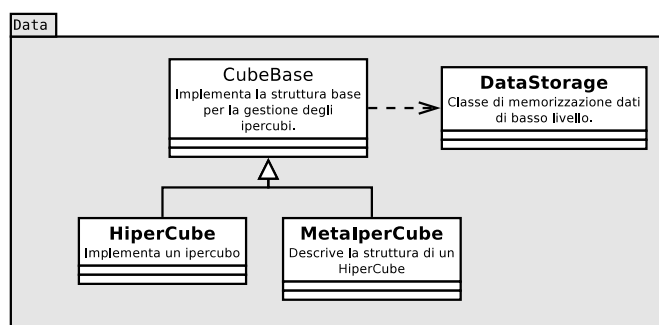 Data
CubeBase
Implementa la struttura base
per la gestione degli
ipercubi.
DataStorage
Classe di memorizzazione dati
di basso livello.
HiperCube
Implementa un ipercubo
MetaIperCube
Descrive la struttura di un
HiperCube